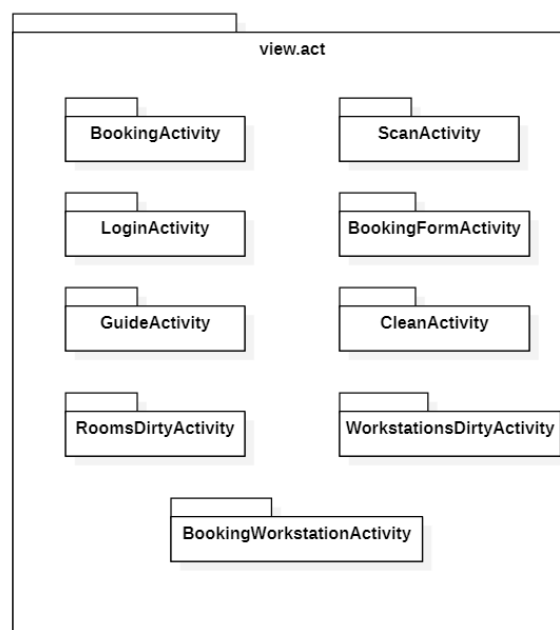 view.act
BookingActivity
ScanActivity
LoginActivity
BookingFormActivity
GuideActivity
CleanActivity
RoomsDirtyActivity
WorkstationsDirtyActivity
BookingWorkstationActivity